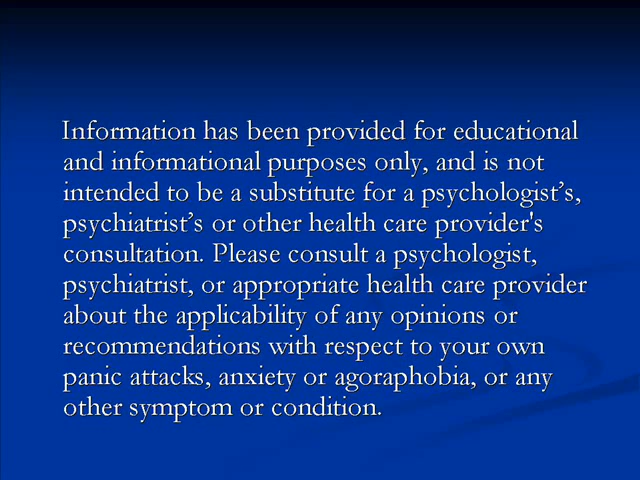 Information has been provided for educational
and informational purposes only, and is not
intended to be a substitute for a psychologist’s,
psychiatrist’s or other health care provider's
consultation. Please consult a psychologist,
psychiatrist, or appropriate health care provider
about the applicability of any opinions or
recommendations with respect to your own
panic attacks, anxiety or agoraphobia, or any
other symptom or condition.